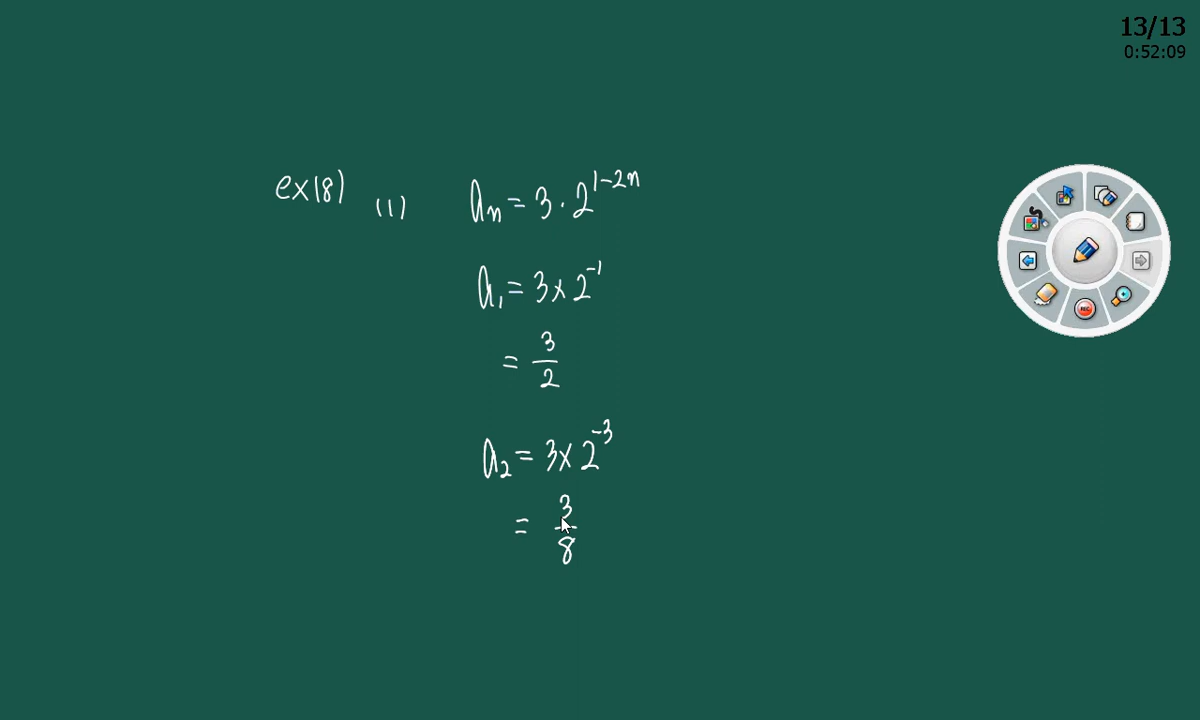 13/13
0:52:09
ex18) (1) aₙ = 3 · 2^(1-2n)
a₁ = 3 × 2^(-1)
= 3/2
a₂ = 3 × 2^(-3)
= 3/8
REC